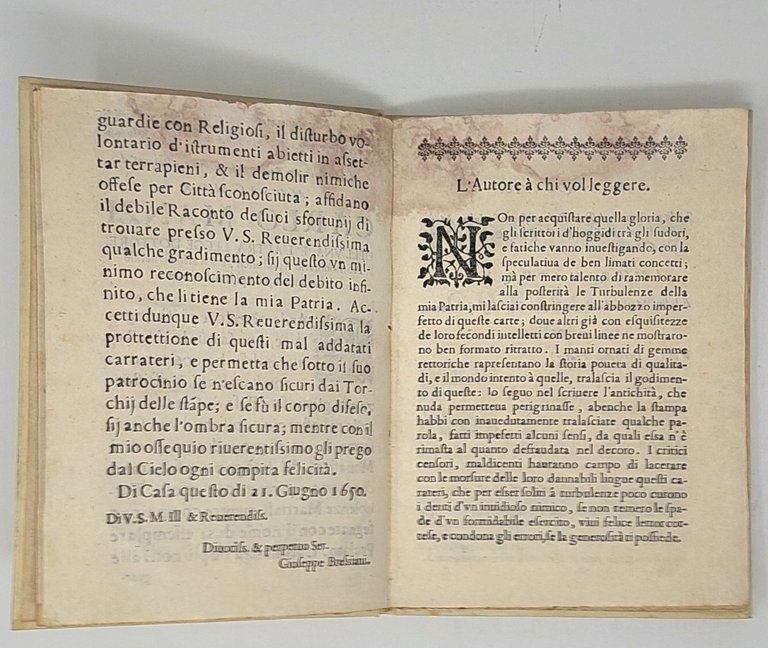 guardie con Religiosi, il disturbo vo-
lontario d'istrumenti abietti in asset-
tar terrapieni, & il demolir nimiche
offese per Città sconosciuta; affidano
il debile Raconto de suoi sfortunij di
trouare presso V. S. Reuerendissima
qualche gradimento; sij questo vn mi-
nimo reconoscimento del debito infi-
nito, che li tiene la mia Patria. Ac-
cetti dunque V. S. Reuerendissima la
prottettione di questi mal addatati
carrateri, e permetta che sotto il suo
patrocinio se n'escano sicuri dai Tor-
chij delle stãpe; e se fù il corpo difese,
sij anche l'ombra sicura; mentre con il
mio ossequio riuerentissimo gli prego
dal Cielo ogni compita felicità.
Di Casa questo dì 21. Giugno 1650.
Di V. S. M. Ill & Reuerendiss.
Diuotiss. & perpetuo Ser.
Gioseppe Bressiani.
L'Autore à chi vol leggere.
NOn per acquistare quella gloria, che
gli scrittori d'hoggidì trà gli sudori,
e fatiche vanno inuestigando, con la
speculatiua de ben limati concetti;
mà per mero talento di ramemorare
alla posterità le Turbulenze della
mia Patria, mi lasciai constringere all'abbozzo imper-
fetto di queste carte; doue altri già con esquisitezze
de loro fecondi intelletti con breui linee ne mostraro-
no ben formato ritratto. I manti ornati di gemme
rettoriche rapresentano la storia pouera di qualita-
di, e il mondo intento à quelle, tralascia il godimen-
to di queste: lo seguo nel scriuere l'antichità, che
nuda permetteua perigrinasse, abenche la stampa
habbi con inauedutamente tralasciate qualche pa-
rola, fatti impefetti alcuni sensi, da quali essa n'è
rimasta al quanto defraudata nel decoro. I critici
censori, maldicenti hauranno campo di lacerare
con le morsure delle loro dannabili lingue questi ca-
rateri, che per esser soliti à turbulenze poco curono
i denti d'vn inuidioso nimico, se non temero le spa-
de d'vn formidabile esercito, viui felice lettor cor-
tese, e condona gli errori, se la generosità ti possiede.